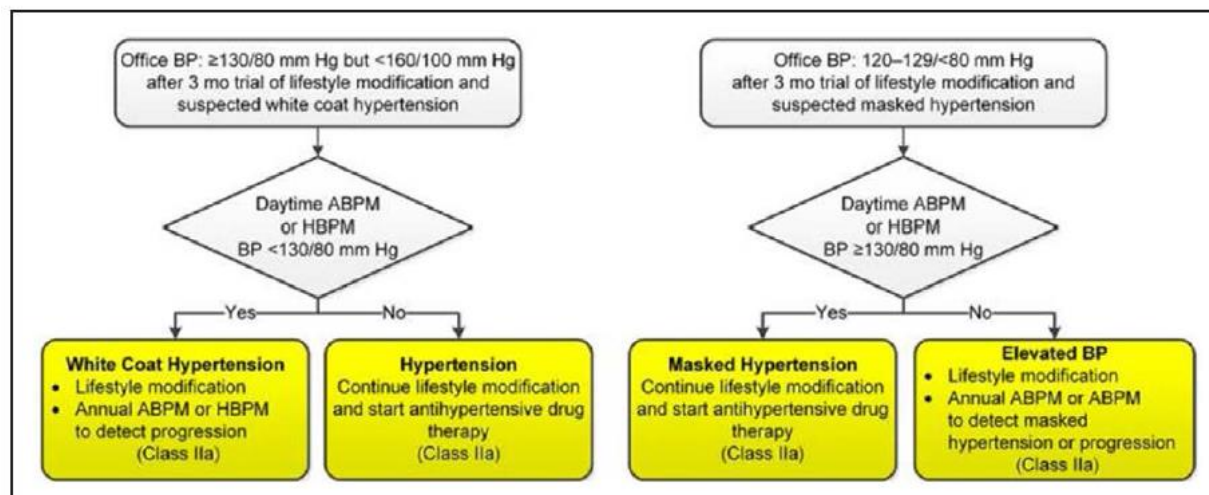 Office BP: ≥130/80 mm Hg but <160/100 mm Hg
after 3 mo trial of lifestyle modification and
suspected white coat hypertension
Daytime ABPM
or HBPM
BP <130/80 mm Hg
Yes
No
White Coat Hypertension
• Lifestyle modification
• Annual ABPM or HBPM
to detect progression
(Class IIa)
Hypertension
Continue lifestyle modification
and start antihypertensive drug
therapy
(Class IIa)
Office BP: 120–129/<80 mm Hg
after 3 mo trial of lifestyle modification and
suspected masked hypertension
Daytime ABPM
or HBPM
BP ≥130/80 mm Hg
Yes
No
Masked Hypertension
Continue lifestyle modification
and start antihypertensive drug
therapy
(Class IIa)
Elevated BP
• Lifestyle modification
• Annual ABPM or ABPM
to detect masked
hypertension or progression
(Class IIa)